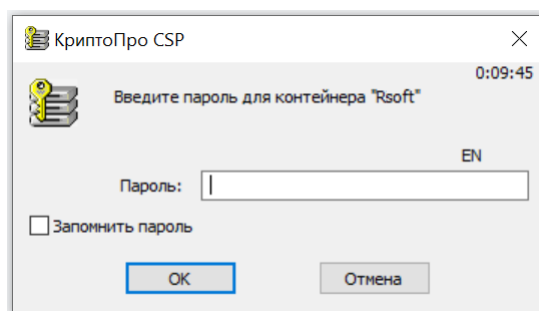 КриптоПро CSP
0:09:45
Введите пароль для контейнера "Rsoft"
EN
Пароль:
Запомнить пароль
OK
Отмена